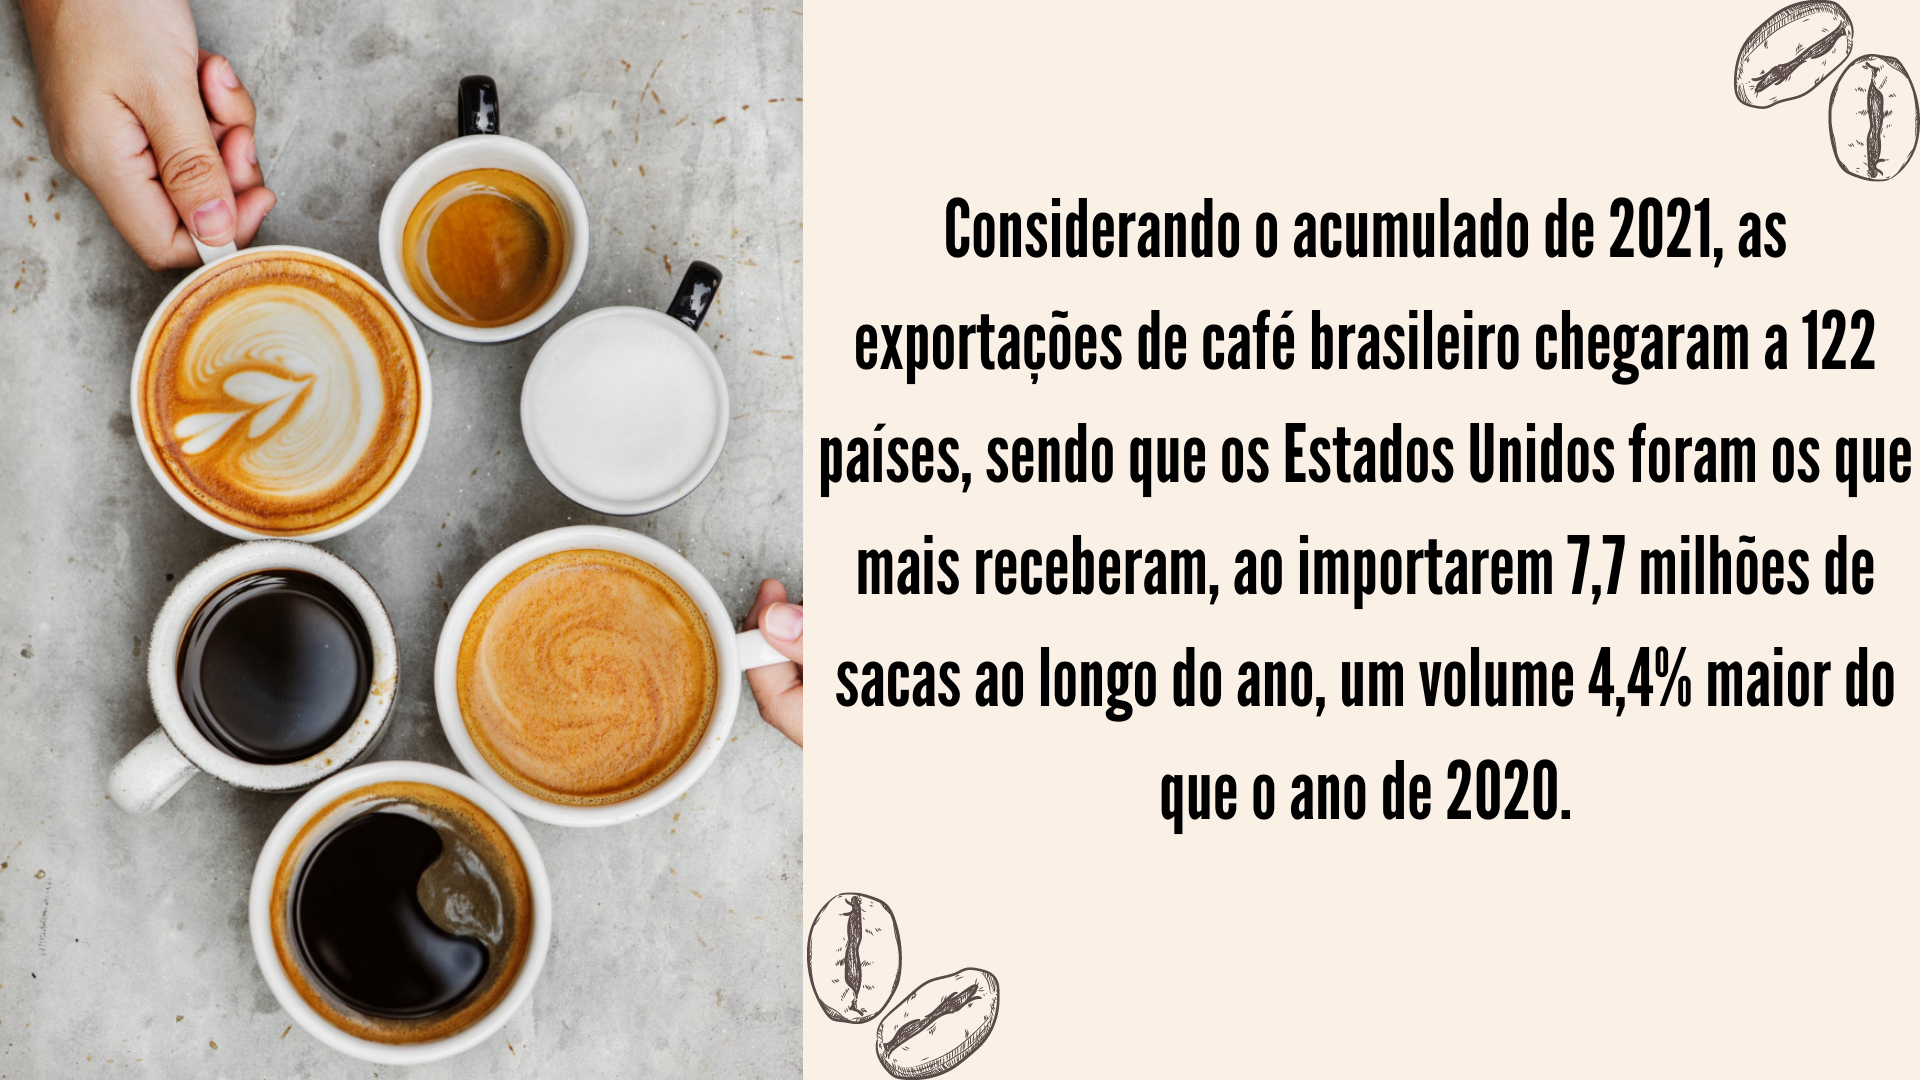 Considerando o acumulado de 2021, as
exportações de café brasileiro chegaram a 122
países, sendo que os Estados Unidos foram os que
mais receberam, ao importarem 7,7 milhões de
sacas ao longo do ano, um volume 4,4% maior do
que o ano de 2020.